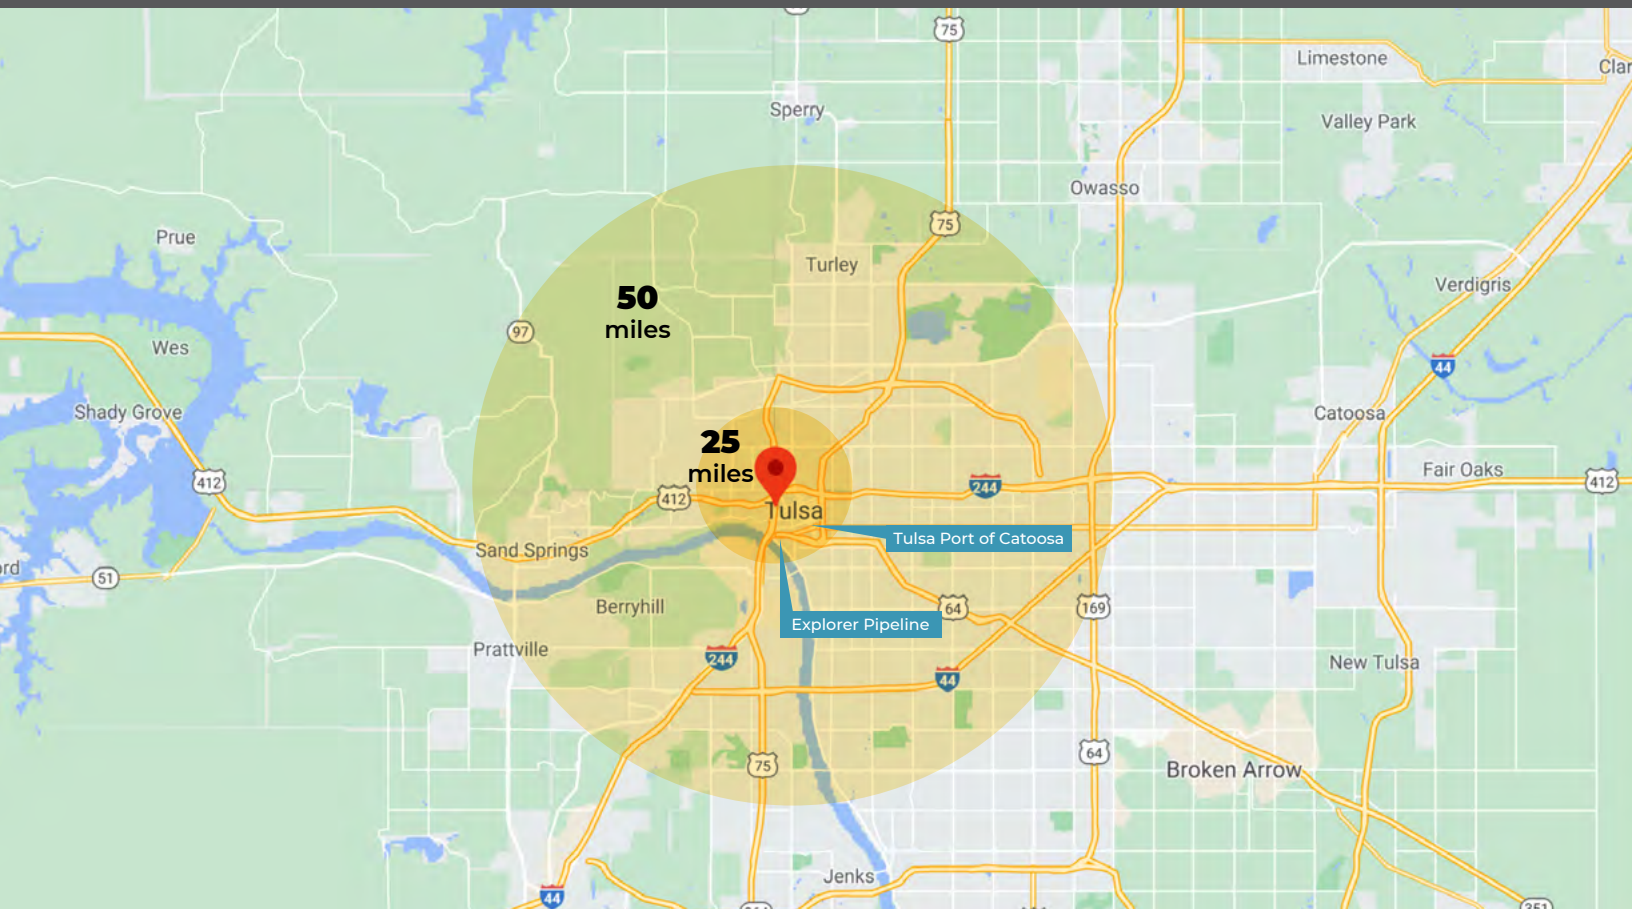 75
Limestone
Clar
Sperry
Valley Park
Owasso
75
Prue
Turley
Verdigris
50
miles
97
Wes
44
Shady Grove
Catoosa
25
miles
Fair Oaks
412
412
244
412
Tulsa
Tulsa Port of Catoosa
Sand Springs
rd
51
Berryhill
64
169
Explorer Pipeline
Prattville
244
New Tulsa
44
64
75
Broken Arrow
Jenks
44
351